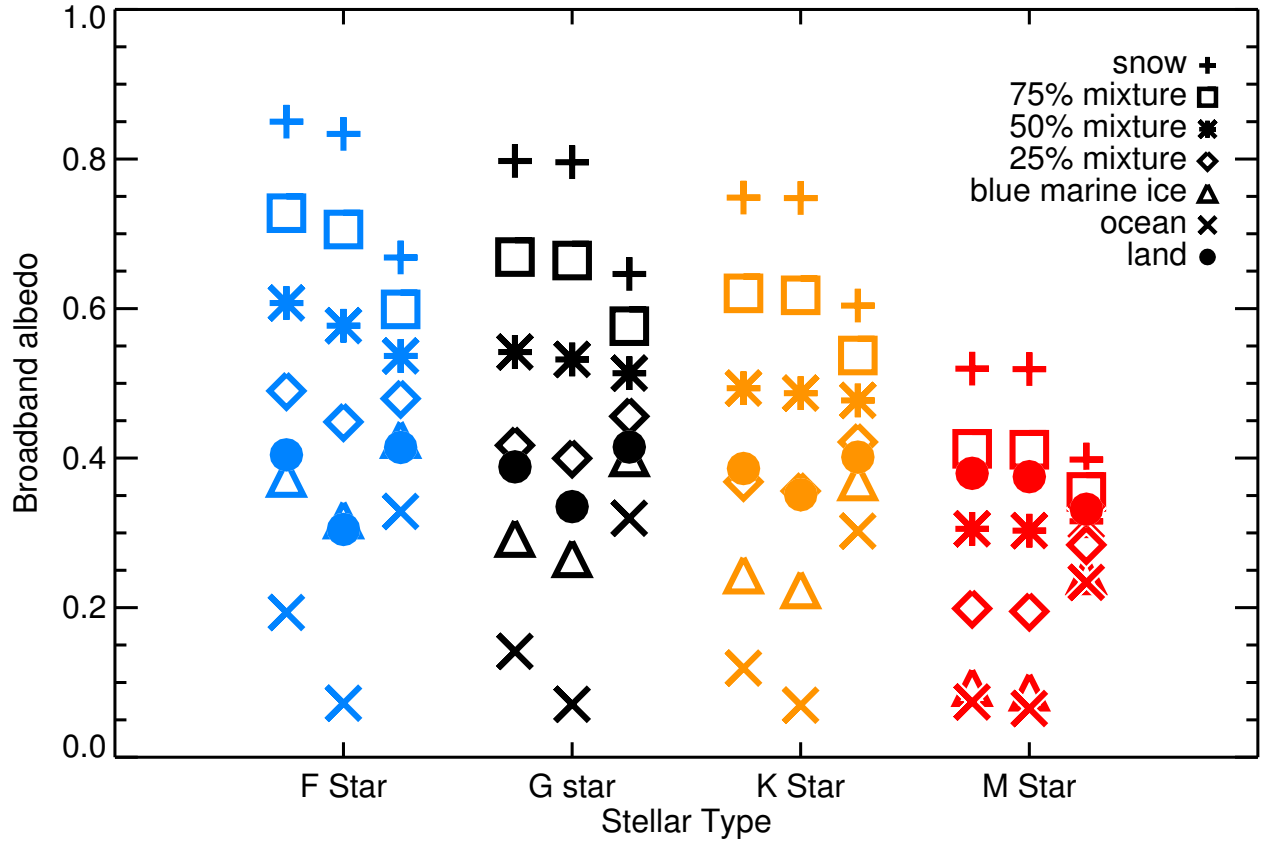 1.0
0.8
0.6
0.4
0.2
0.0
Broadband albedo
snow
75% mixture
50% mixture
25% mixture
blue marine ice
ocean
land
F Star
G star
K Star
M Star
Stellar Type